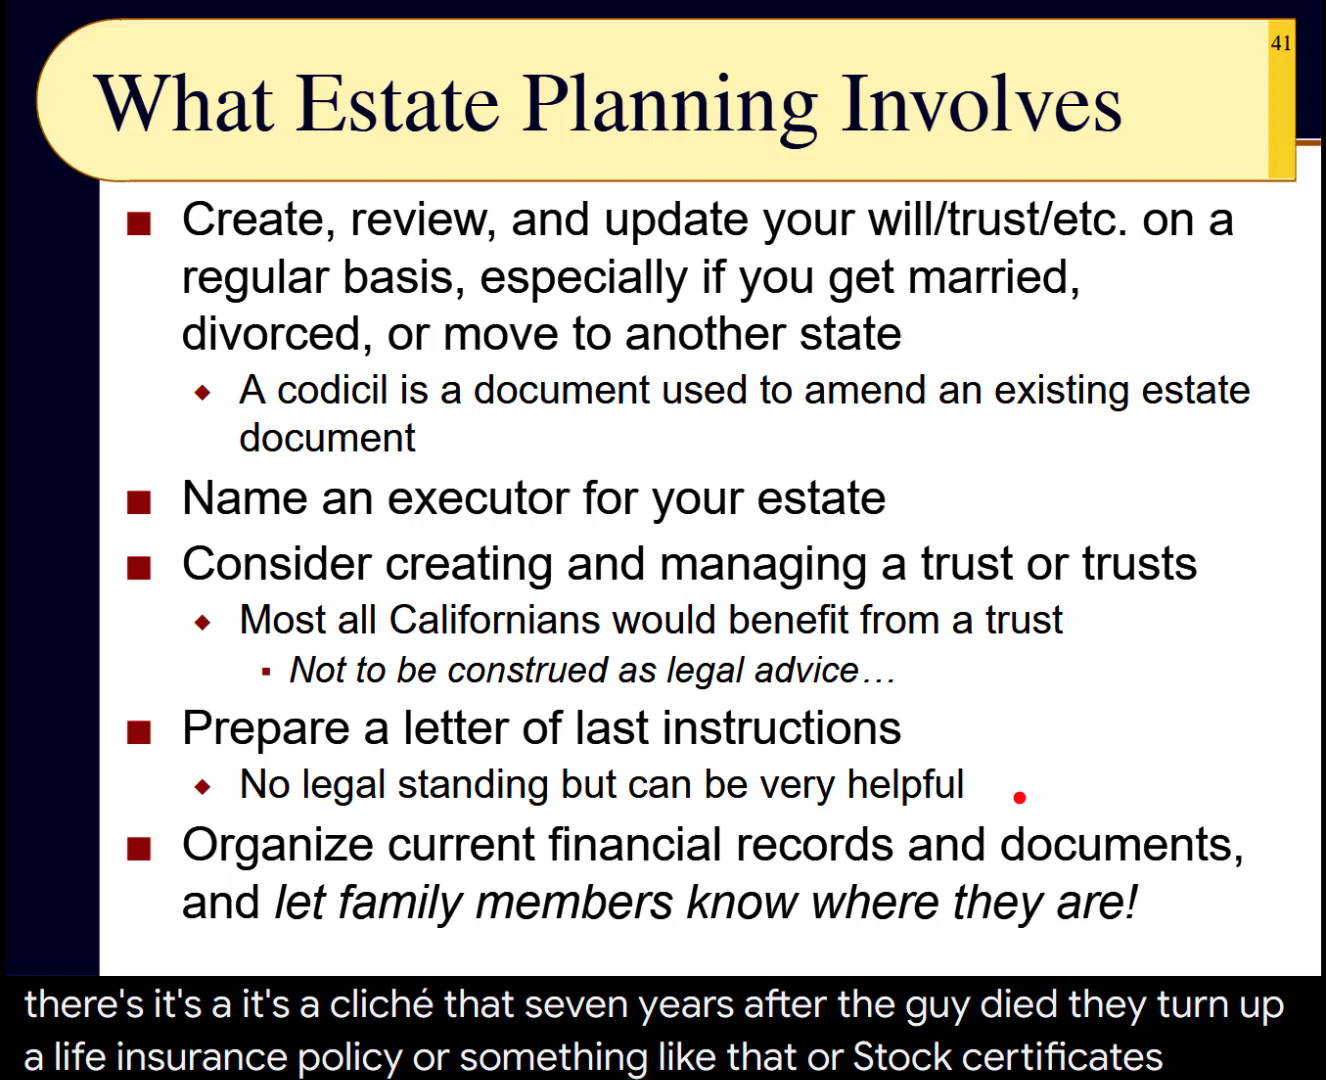 41
What Estate Planning Involves
Create, review, and update your will/trust/etc. on a
regular basis, especially if you get married,
divorced, or move to another state
A codicil is a document used to amend an existing estate
document
Name an executor for your estate
Consider creating and managing a trust or trusts
Most all Californians would benefit from a trust
Not to be construed as legal advice…
Prepare a letter of last instructions
No legal standing but can be very helpful
Organize current financial records and documents,
and let family members know where they are!
there's it's a it's a cliché that seven years after the guy died they turn up
a life insurance policy or something like that or Stock certificates